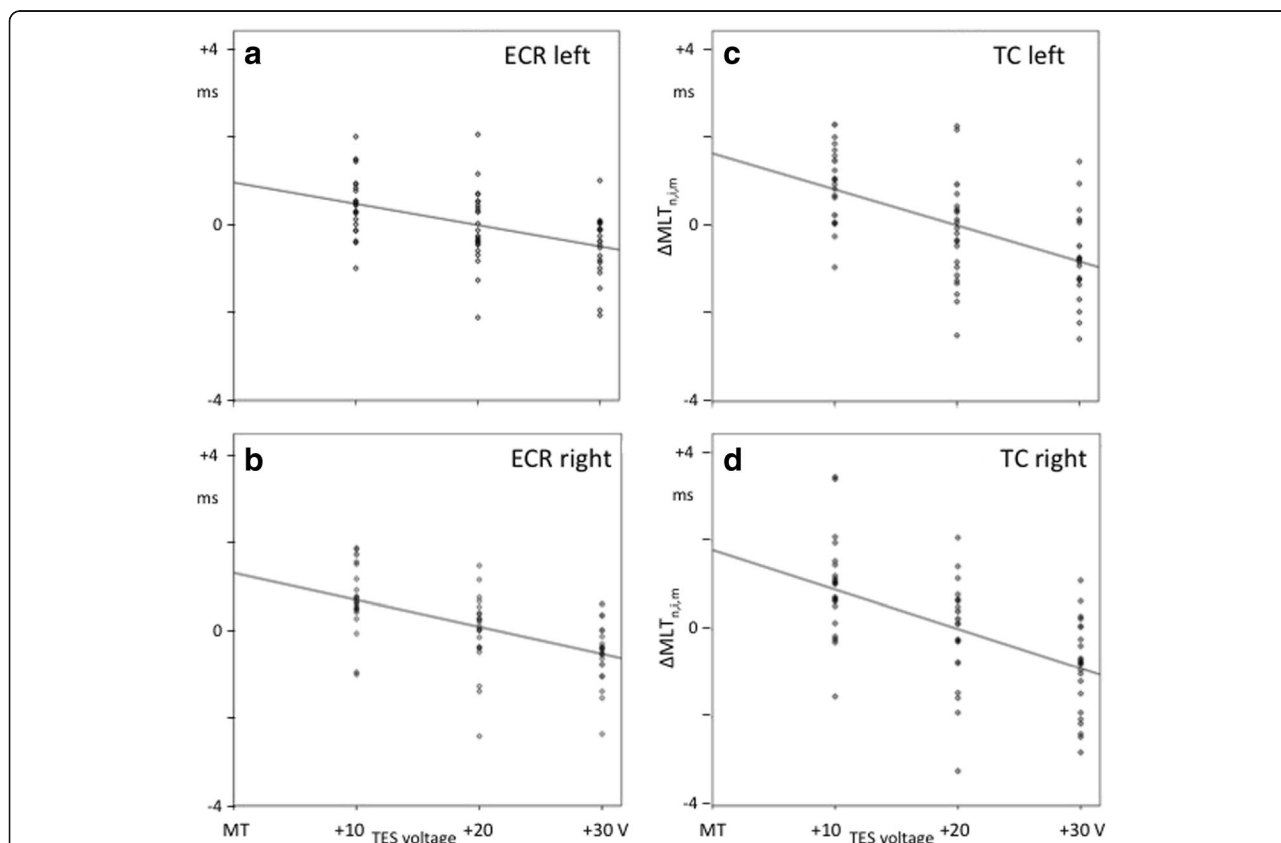 a
ECR left
+4
ms
0
-4
c
TC left
+4
ms
ΔMLTn,i,m
0
-4
b
ECR right
+4
ms
0
-4
MT
+10
TES voltage
+20
+30 V
d
TC right
+4
ms
ΔMLTn,i,m
0
-4
MT
+10
TES voltage
+20
+30 V